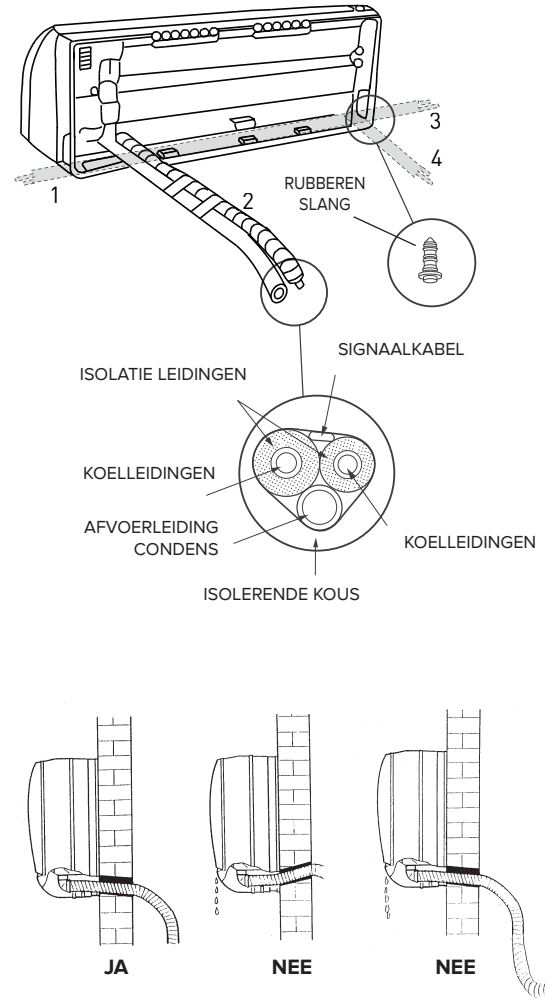 3
4
1
2
RUBBEREN
SLANG
SIGNAALKABEL
ISOLATIE LEIDINGEN
KOELLEIDINGEN
AFVOERLEIDING
CONDENS
KOELLEIDINGEN
ISOLERENDE KOUS
JA
NEE
NEE